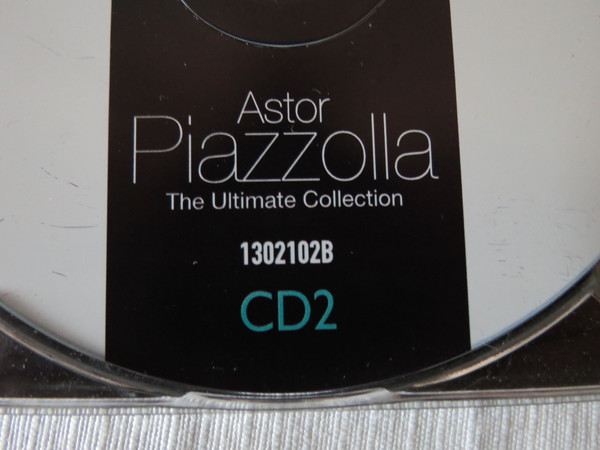 Astor
Piazzolla
The Ultimate Collection
1302102B
CD2